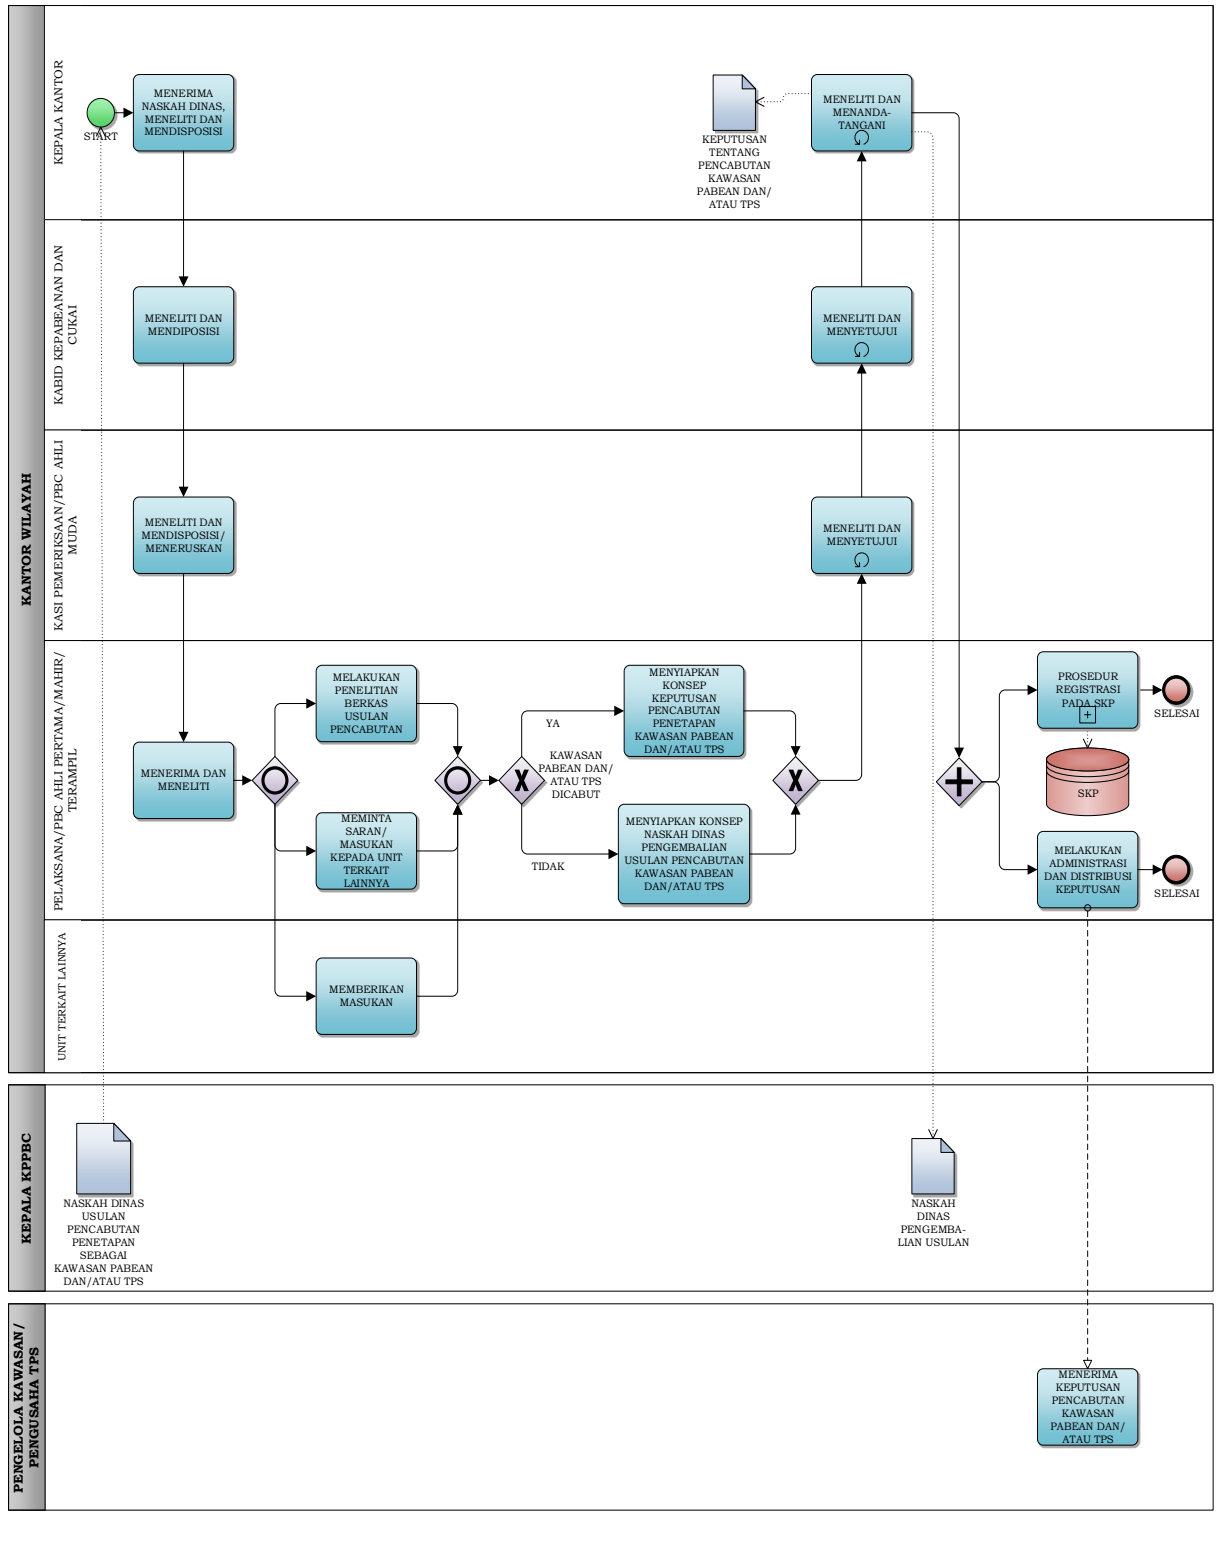 KANTOR WILAYAH
KEPALA KANTOR
START
MENERIMA
NASKAH DINAS,
MENELITI DAN
MENDISPOSISI
KEPUTUSAN
TENTANG
PENCABUTAN
KAWASAN
PABEAN DAN/
ATAU TPS
MENELITI DAN
MENANDA-
TANGANI
KABID KEPABEANAN DAN
CUKAI
MENELITI DAN
MENDIPOSISI
MENELITI DAN
MENYETUJUI
KASI PEMERIKSAAN/PBC AHLI
MUDA
MENELITI DAN
MENDISPOSISI/
MENERUSKAN
MENELITI DAN
MENYETUJUI
PELAKSANA/PBC AHLI PERTAMA/MAHIR/
TERAMPIL
MENERIMA DAN
MENELITI
MELAKUKAN
PENELITIAN
BERKAS
USULAN
PENCABUTAN
MEMINTA
SARAN/
MASUKAN
KEPADA UNIT
TERKAIT
LAINNYA
YA
KAWASAN
PABEAN DAN/
ATAU TPS
DICABUT
TIDAK
MENYIAPKAN
KONSEP
KEPUTUSAN
PENCABUTAN
PENETAPAN
KAWASAN PABEAN
DAN/ATAU TPS
MENYIAPKAN KONSEP
NASKAH DINAS
PENGEMBALIAN
USULAN PENCABUTAN
KAWASAN PABEAN
DAN/ATAU TPS
PROSEDUR
REGISTRASI
PADA SKP
SELESAI
SKP
MELAKUKAN
ADMINISTRASI
DAN DISTRIBUSI
KEPUTUSAN
SELESAI
UNIT TERKAIT LAINNYA
MEMBERIKAN
MASUKAN
KEPALA KPPBC
NASKAH DINAS
USULAN
PENCABUTAN
PENETAPAN
SEBAGAI
KAWASAN PABEAN
DAN/ATAU TPS
NASKAH
DINAS
PENGEMBA-
LIAN USULAN
PENGELOLA KAWASAN/
PENGUSAHA TPS
MENERIMA
KEPUTUSAN
PENCABUTAN
KAWASAN
PABEAN DAN/
ATAU TPS